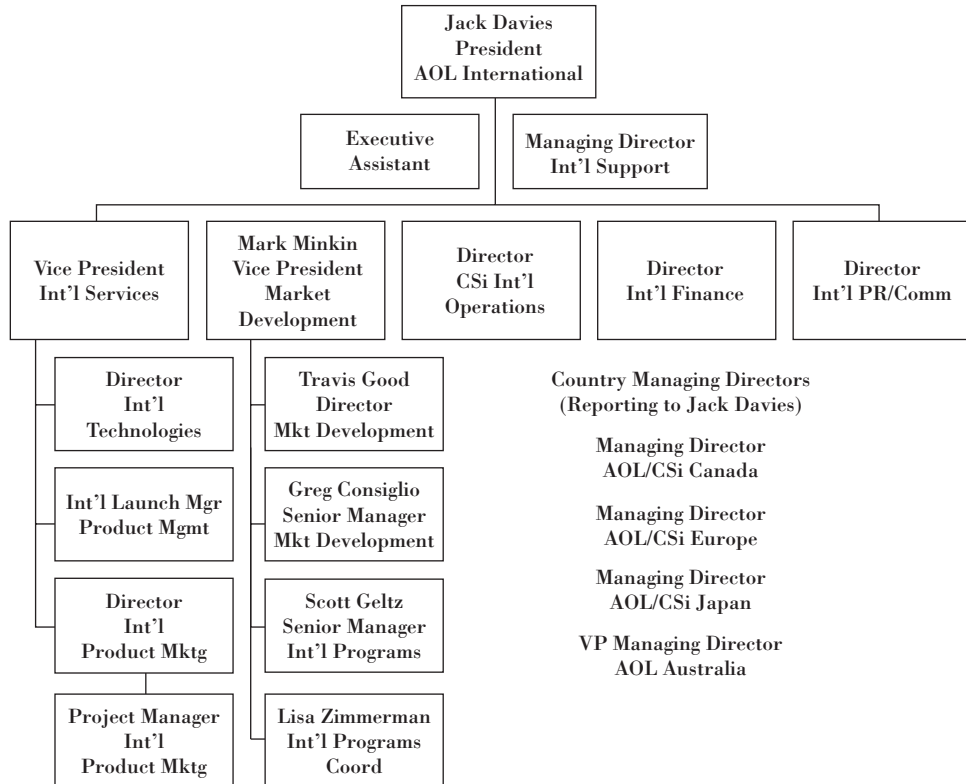 Jack Davies
President
AOL International
Executive
Assistant
Managing Director
Int'l Support
Vice President
Int'l Services
Mark Minkin
Vice President
Market
Development
Director
CSi Int'l
Operations
Director
Int'l Finance
Director
Int'l PR/Comm
Director
Int'l
Technologies
Int'l Launch Mgr
Product Mgmt
Director
Int'l
Product Mktg
Project Manager
Int'l
Product Mktg
Travis Good
Director
Mkt Development
Greg Consiglio
Senior Manager
Mkt Development
Scott Geltz
Senior Manager
Int'l Programs
Lisa Zimmerman
Int'l Programs
Coord
Country Managing Directors
(Reporting to Jack Davies)
Managing Director
AOL/CSi Canada
Managing Director
AOL/CSi Europe
Managing Director
AOL/CSi Japan
VP Managing Director
AOL Australia